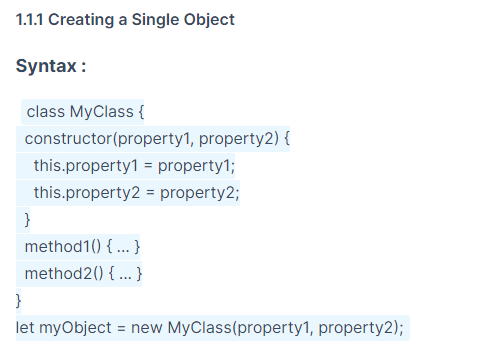 1.1.1 Creating a Single Object
Syntax :
class MyClass {
constructor(property1, property2) {
this.property1 = property1;
this.property2 = property2;
}
method1() { ... }
method2() { ... }
}
let myObject = new MyClass(property1, property2);